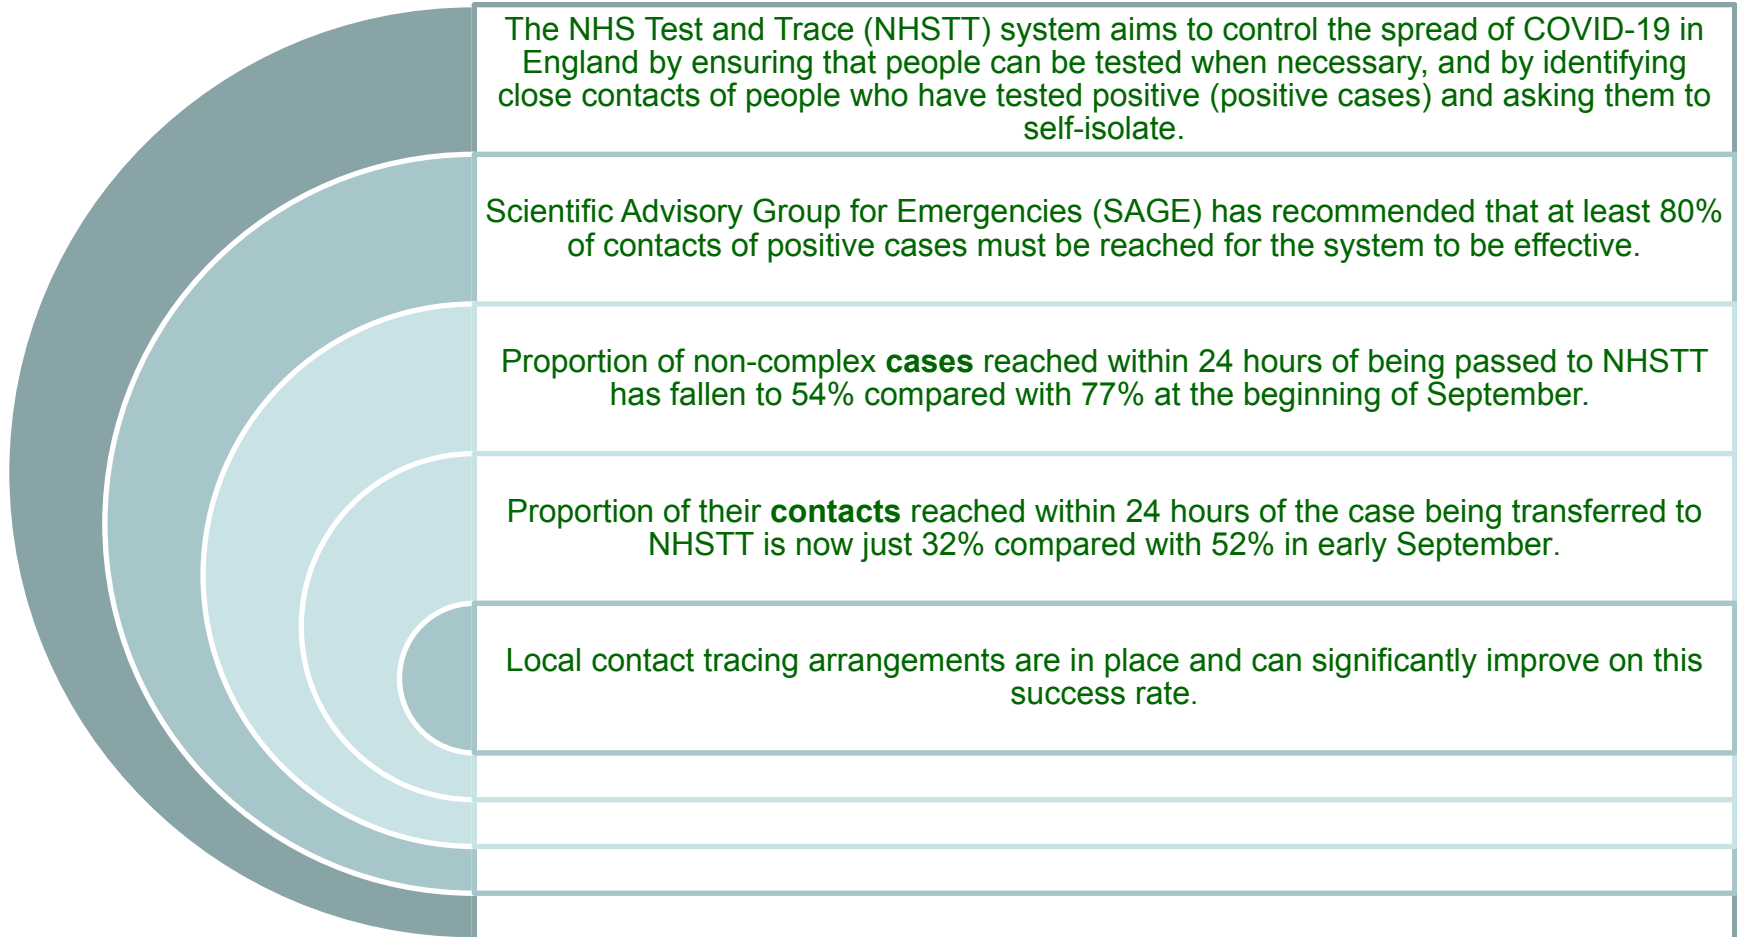 The NHS Test and Trace (NHSTT) system aims to control the spread of COVID-19 in
England by ensuring that people can be tested when necessary, and by identifying
close contacts of people who have tested positive (positive cases) and asking them to
self-isolate.
Scientific Advisory Group for Emergencies (SAGE) has recommended that at least 80%
of contacts of positive cases must be reached for the system to be effective.
Proportion of non-complex cases reached within 24 hours of being passed to NHSTT
has fallen to 54% compared with 77% at the beginning of September.
Proportion of their contacts reached within 24 hours of the case being transferred to
NHSTT is now just 32% compared with 52% in early September.
Local contact tracing arrangements are in place and can significantly improve on this
success rate.